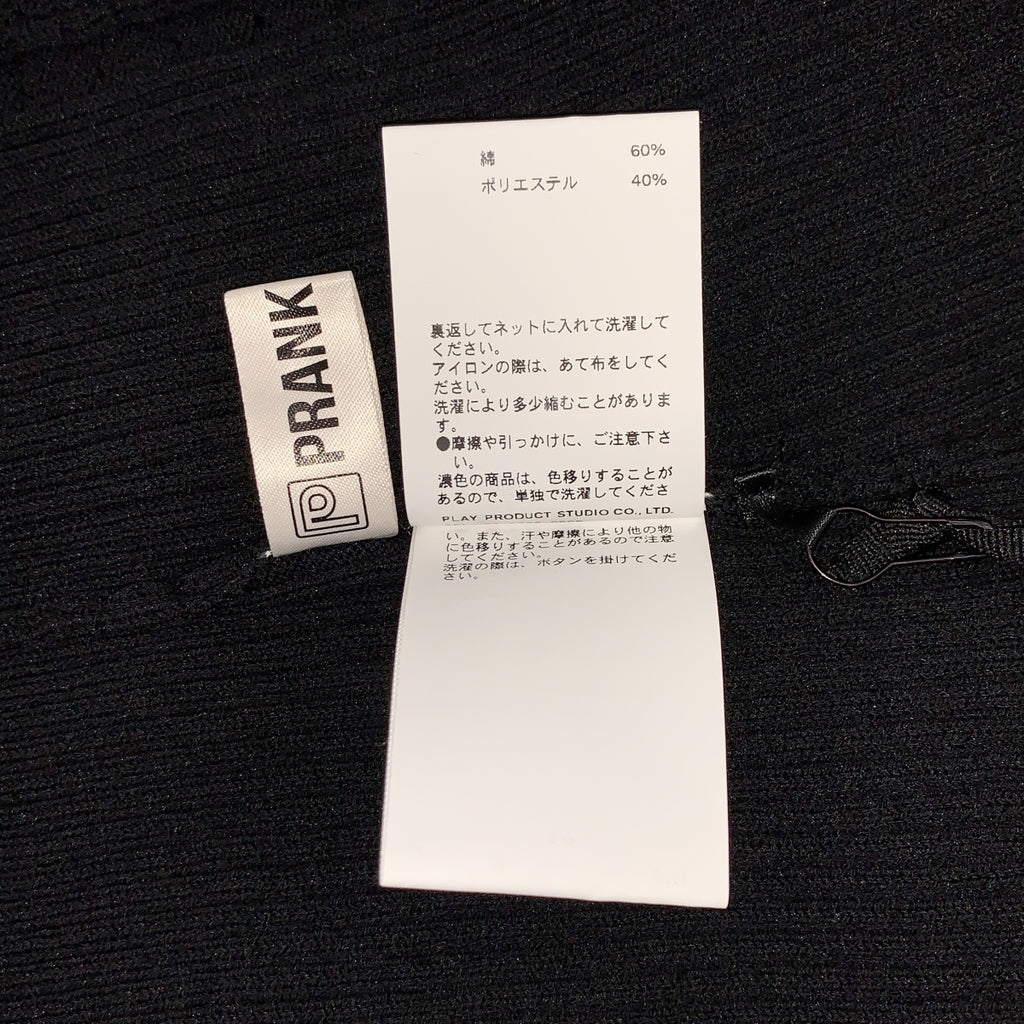 綿 60%
ポリエステル 40%
裏返してネットに入れて洗濯して
ください。
アイロンの際は、あて布をしてく
ださい。
洗濯により多少縮むことがありま
す。
●摩擦や引っかけに、ご注意下さ
い。
濃色の商品は、色移りすることが
あるので、単独で洗濯してくださ
PLAY PRODUCT STUDIO CO., LTD.
い。また、汗や摩擦により他の物
に色移りすることがあるので注意
してください。
洗濯の際は、ボタンを掛けてくだ
さい。
P PRANK